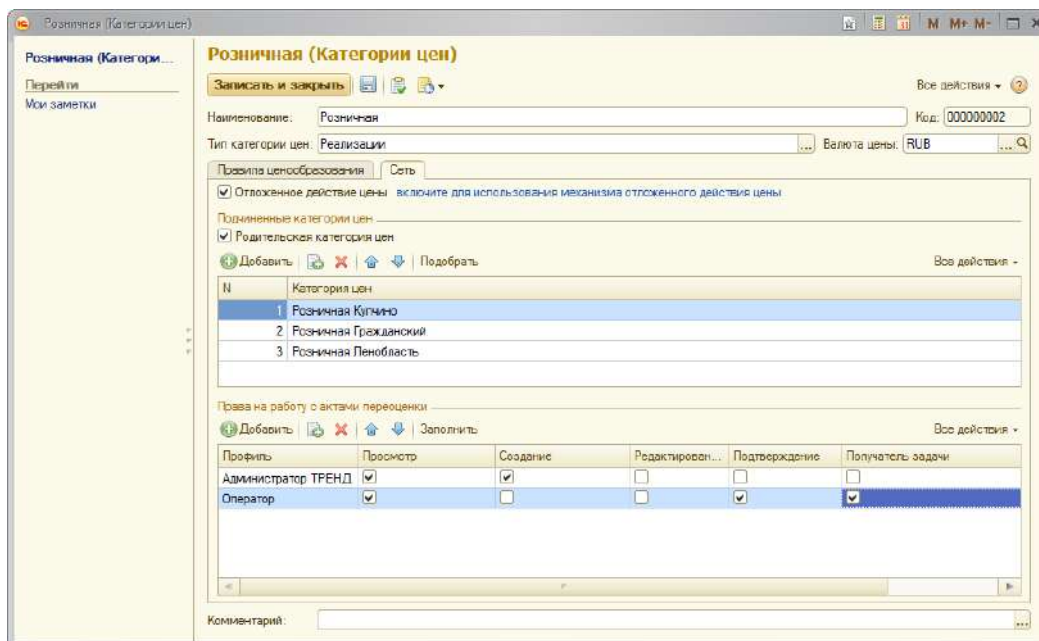 Розничная (Категории цен)
M M+ M-
Розничная (Категори...
Перейти
Мои заметки
Розничная (Категории цен)
Записать и закрыть
Все действия
Наименование: Розничная Код: 000000002
Тип категории цен: Реализации ... Валюта цены: RUB ...
Правила ценообразования Сеть
Отложенное действие цены включите для использования механизма отложенного действия цены
Подчиненные категории цен
Родительская категория цен
Добавить Подобрать Все действия
N Категория цен
1 Розничная Купчино
2 Розничная Гражданский
3 Розничная Ленобласть
Права на работу с актами переоценки
Добавить Заполнить Все действия
Профиль Просмотр Создание Редактирован... Подтверждение Получатель задачи
Администратор ТРЕНД
Оператор
Комментарий: ...